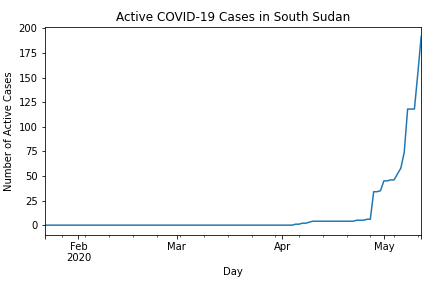 Active COVID-19 Cases in South Sudan
200
175
150
125
100
75
50
25
0
Number of Active Cases
Feb
2020
Mar
Apr
May
Day